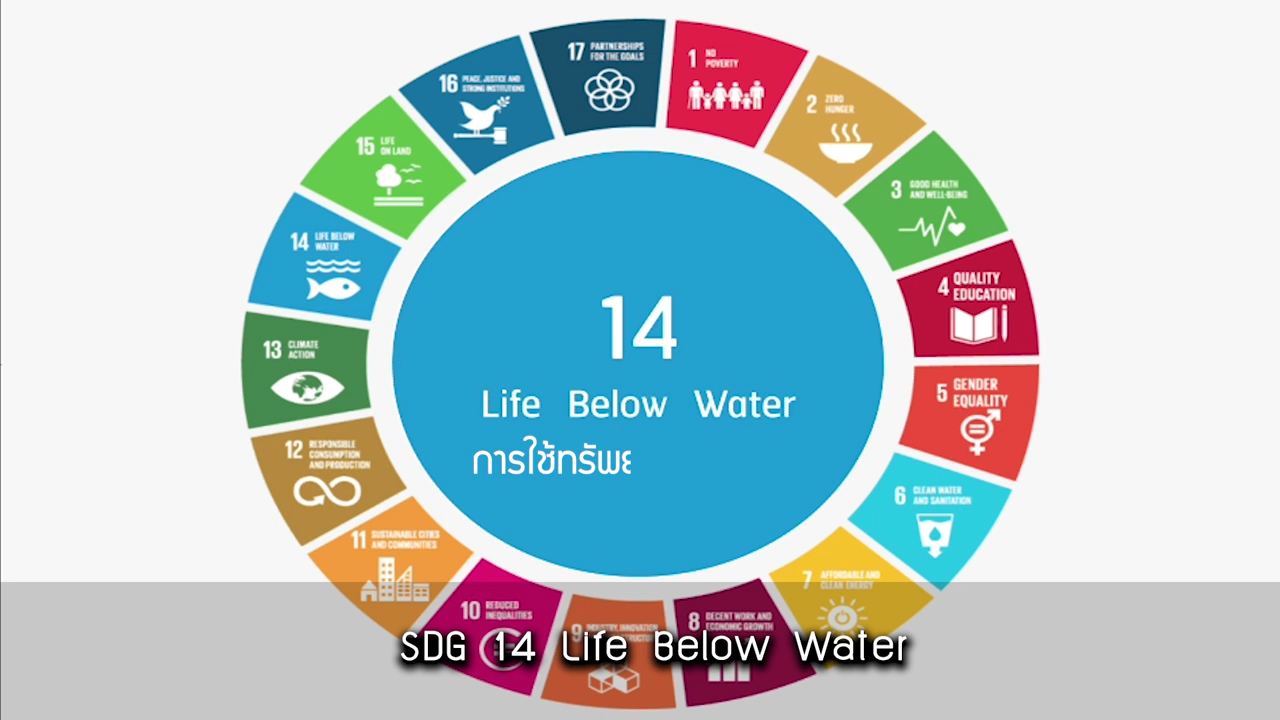 17 PARTNERSHIPS
FOR THE GOALS
1 NO
POVERTY
2 ZERO
HUNGER
3 GOOD HEALTH
AND WELL-BEING
4 QUALITY
EDUCATION
5 GENDER
EQUALITY
6 CLEAN WATER
AND SANITATION
7 AFFORDABLE AND
CLEAN ENERGY
8 DECENT WORK AND
ECONOMIC GROWTH
9 INDUSTRY, INNOVATION
10 REDUCED
INEQUALITIES
11 SUSTAINABLE CITIES
AND COMMUNITIES
12 RESPONSIBLE
CONSUMPTION
AND PRODUCTION
13 CLIMATE
ACTION
14 LIFE BELOW
WATER
15 LIFE
ON LAND
16 PEACE, JUSTICE AND
STRONG INSTITUTIONS
14
Life Below Water
การใช้ทรัพย
SDG 14 Life Below Water